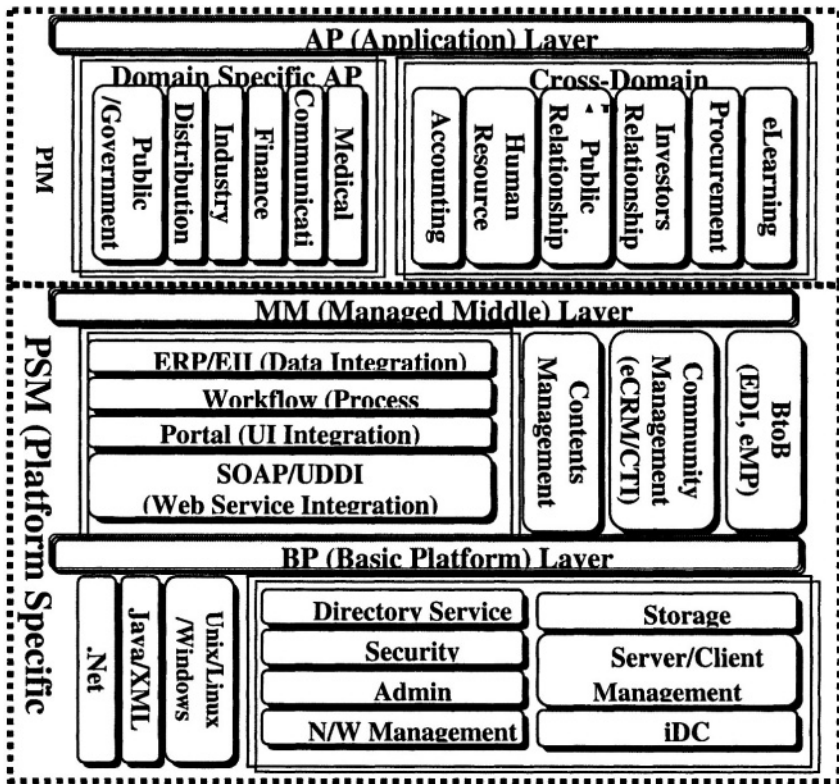 AP (Application) Layer
Domain Specific AP
Cross-Domain
PIM
Public
/Government
Distribution
Industry
Finance
Communicati
Medical
Accounting
Human
Resource
Public
Relationship
Investors
Relationship
Procurement
eLearning
PSM (Platform Specific
MM (Managed Middle) Layer
ERP/EII (Data Integration)
Workflow (Process
Portal (UI Integration)
SOAP/UDDI
(Web Service Integration)
Contents
Management
Community
Management
(eCRM/CTI)
BtoB
(EDI, eMP)
BP (Basic Platform) Layer
.Net
Java/XML
Unix/Linux
/Windows
Directory Service
Security
Admin
N/W Management
Storage
Server/Client
Management
iDC